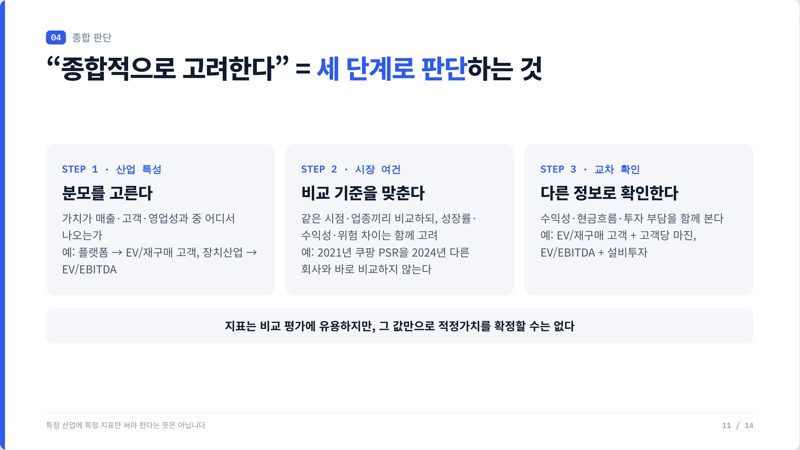 04 종합 판단
“종합적으로 고려한다” = 세 단계로 판단하는 것
STEP 1 · 산업 특성
분모를 고른다
가치가 매출·고객·영업성과 중 어디서
나오는가
예: 플랫폼 → EV/재구매 고객, 장치산업 →
EV/EBITDA
STEP 2 · 시장 여건
비교 기준을 맞춘다
같은 시점·업종끼리 비교하되, 성장률·
수익성·위험 차이는 함께 고려
예: 2021년 쿠팡 PSR을 2024년 다른
회사와 바로 비교하지 않는다
STEP 3 · 교차 확인
다른 정보로 확인한다
수익성·현금흐름·투자 부담을 함께 본다
예: EV/재구매 고객 + 고객당 마진,
EV/EBITDA + 설비투자
지표는 비교 평가에 유용하지만, 그 값만으로 적정가치를 확정할 수는 없다
특정 산업에 특정 지표만 써야 한다는 뜻은 아닙니다
11 / 14